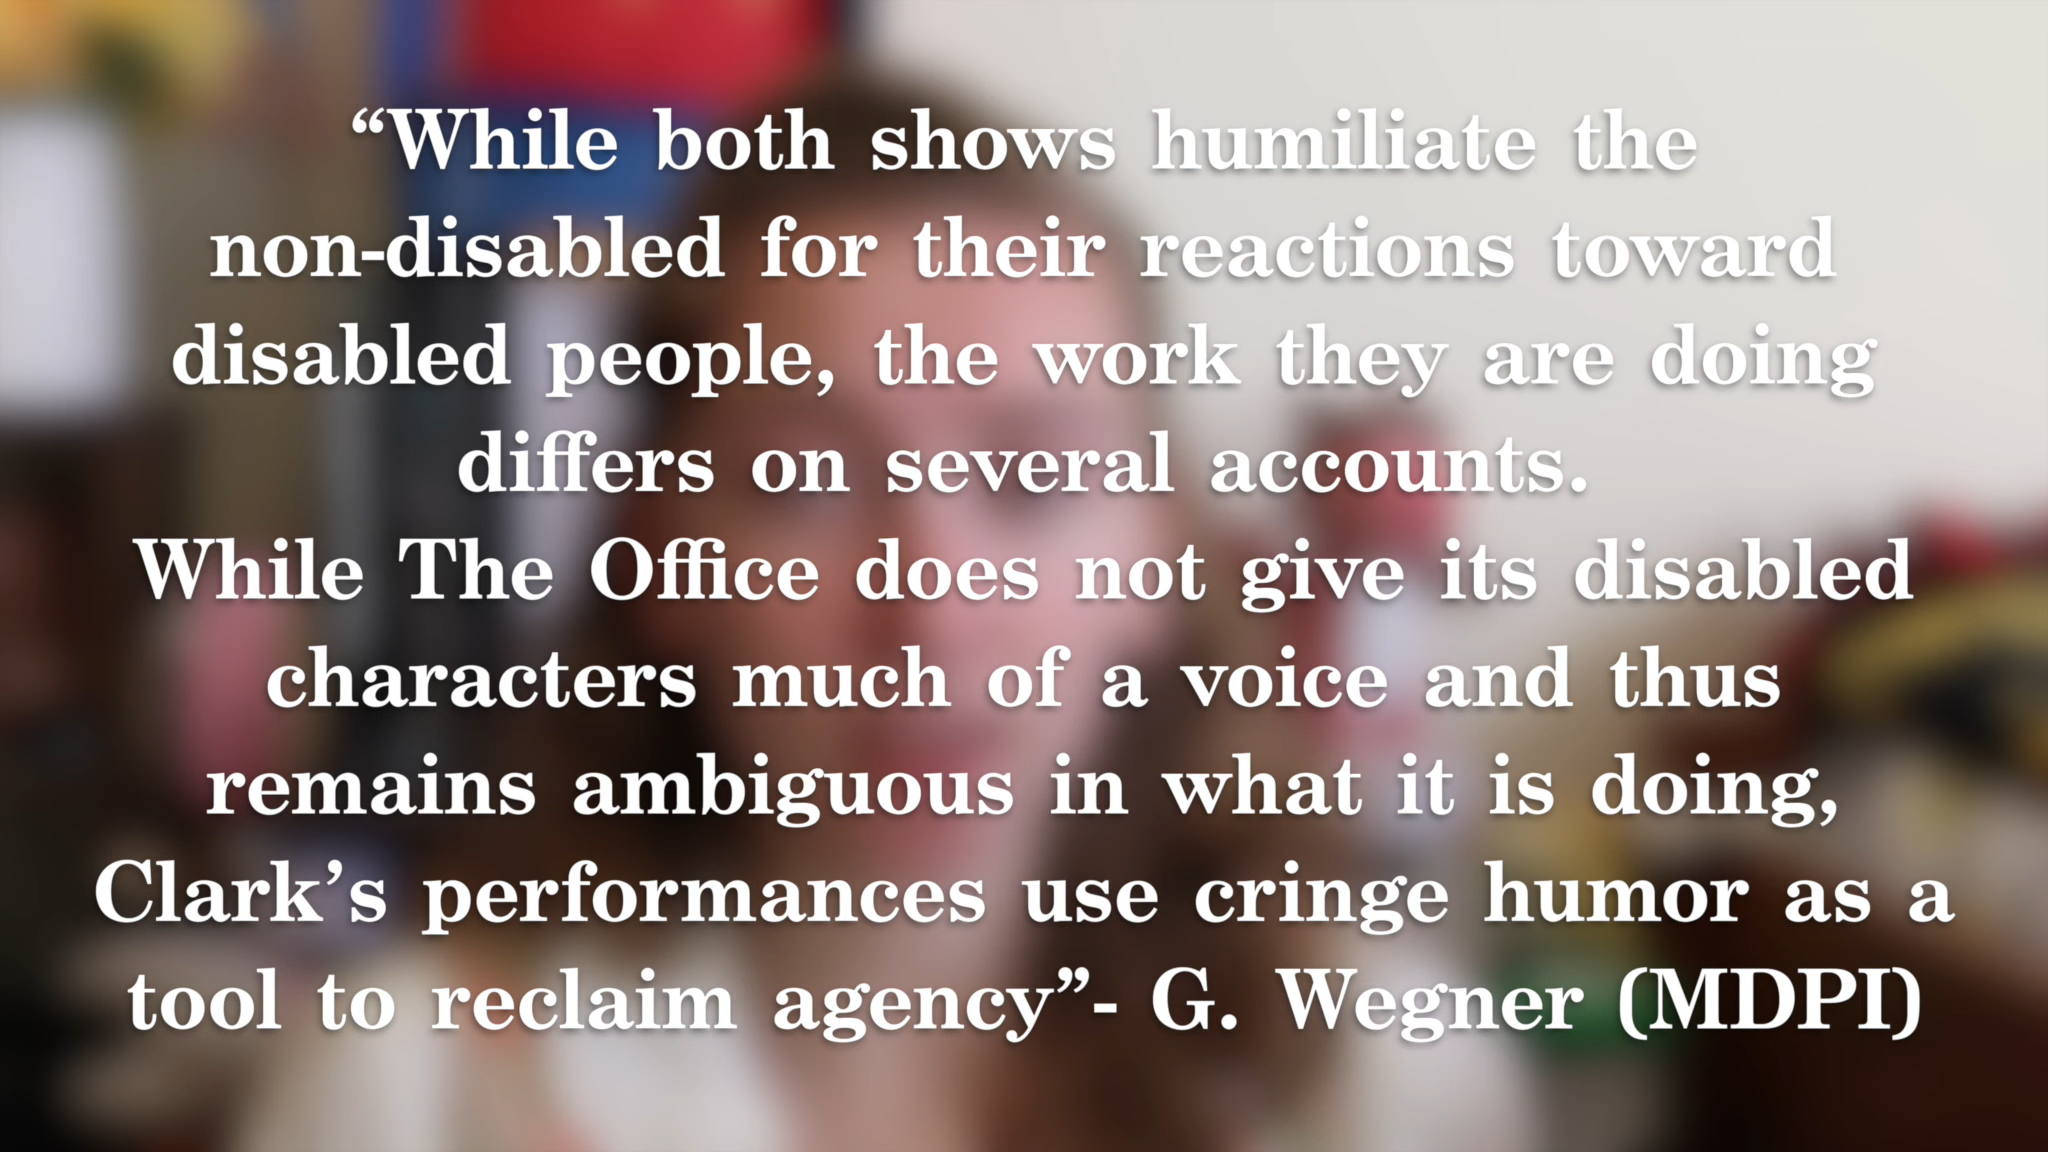 “While both shows humiliate the
non-disabled for their reactions toward
disabled people, the work they are doing
differs on several accounts.
While The Office does not give its disabled
characters much of a voice and thus
remains ambiguous in what it is doing,
Clark’s performances use cringe humor as a
tool to reclaim agency”- G. Wegner (MDPI)